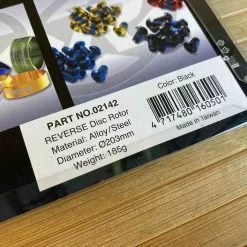 PART NO.02142
REVERSE Disc Rotor
Material: Alloy/Steel
Diameter: Ø203mm
Weight: 185g
Color: Black
4 717480 160501
Made in Taiwan